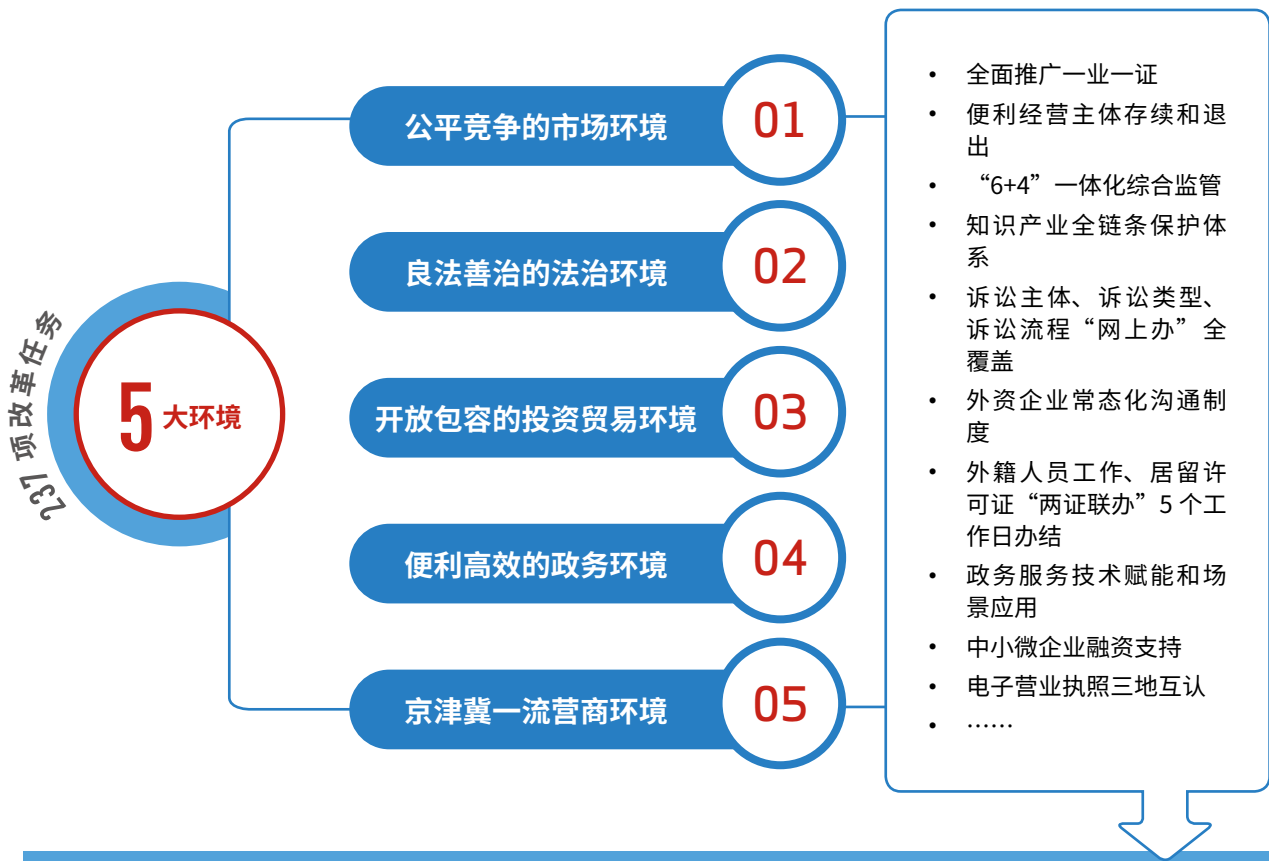 237 项改革任务
5 大环境
公平竞争的市场环境
01
良法善治的法治环境
02
开放包容的投资贸易环境
03
便利高效的政务环境
04
京津冀一流营商环境
05
• 全面推广一业一证
• 便利经营主体存续和退
出
• “6+4”一体化综合监管
• 知识产业全链条保护体
系
• 诉讼主体、诉讼类型、
诉讼流程“网上办”全
覆盖
• 外资企业常态化沟通制
度
• 外籍人员工作、居留许
可证“两证联办”5 个工
作日办结
• 政务服务技术赋能和场
景应用
• 中小微企业融资支持
• 电子营业执照三地互认
• ……